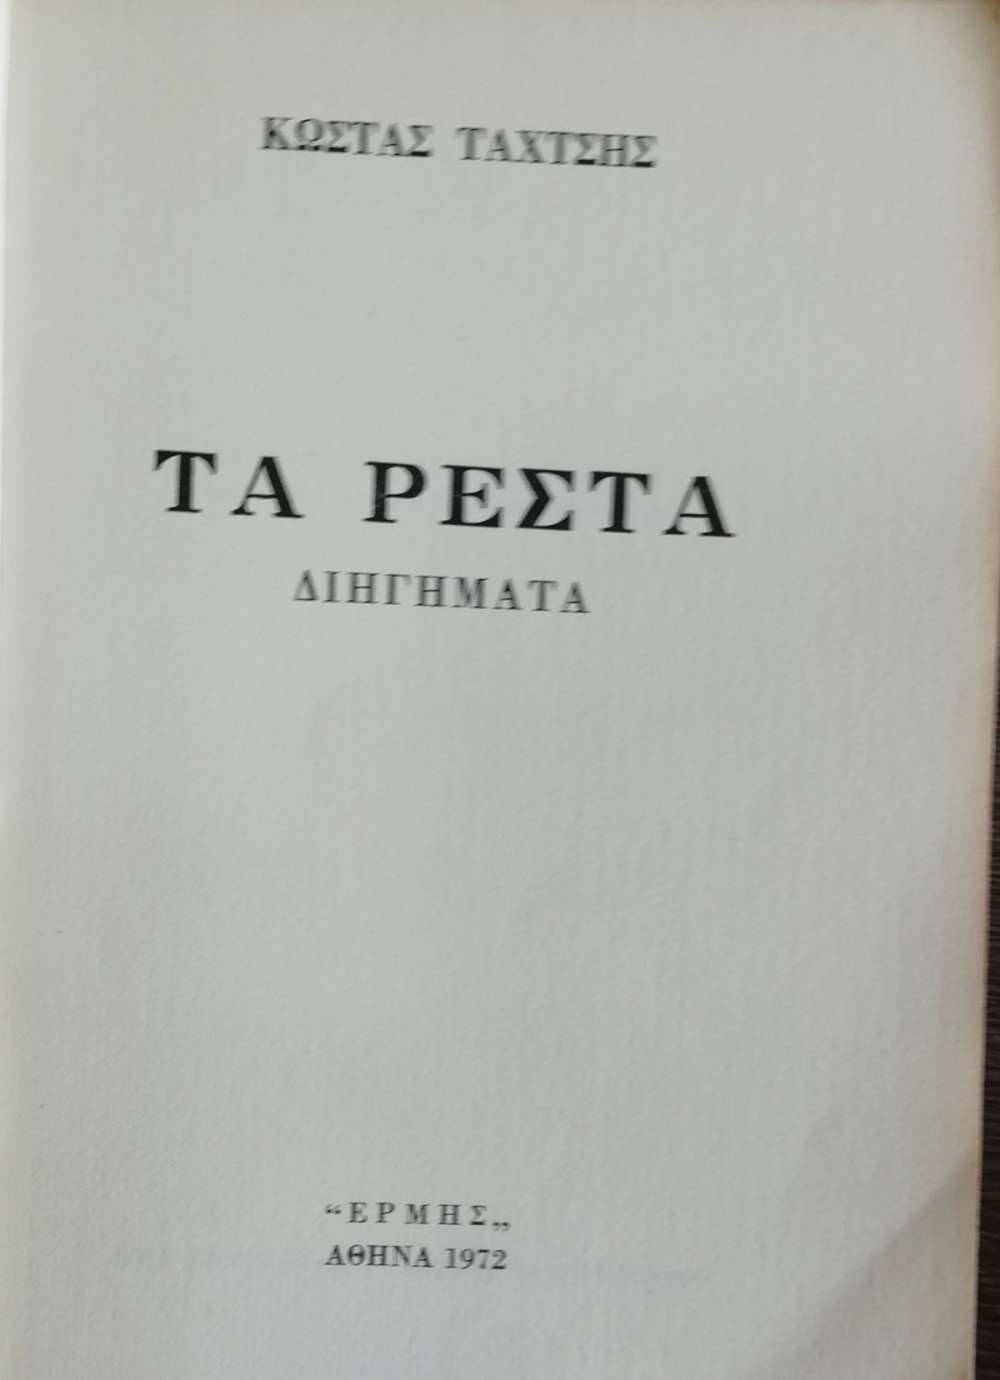 ΚΩΣΤΑΣ ΤΑΧΤΣΗΣ
ΤΑ ΡΕΣΤΑ
ΔΙΗΓΗΜΑΤΑ
“ΕΡΜΗΣ„
ΑΘΗΝΑ 1972